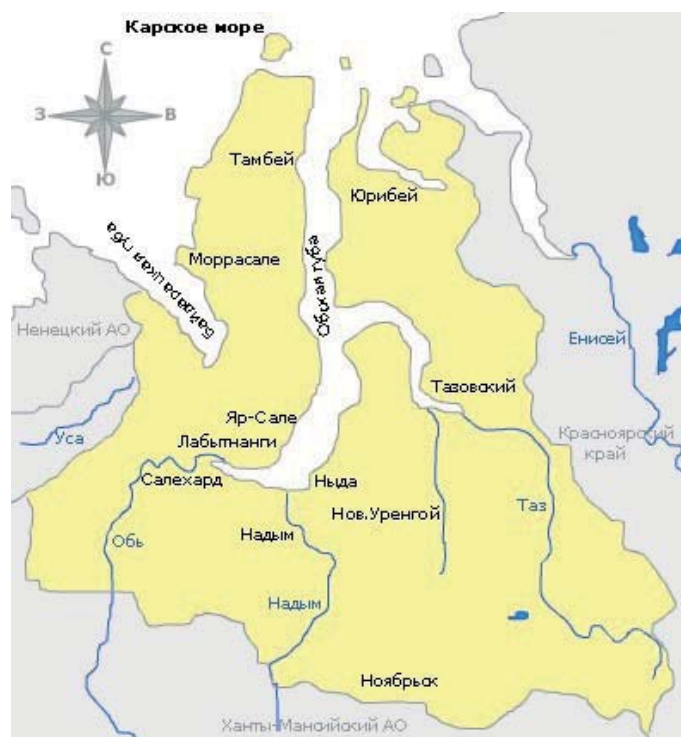 Карское море
С
З
В
Ю
Тамбей
Юрибей
Байдарацкая губа
Моррасале
Обская губа
Ненецкий АО
Енисей
Тазовский
Яр-Сале
Уса
Лабытнанги
Красноярский
край
Салехард
Ныда
Нов.Уренгой
Таз
Обь
Надым
Надым
Ноябрьск
Ханты-Мансийский АО